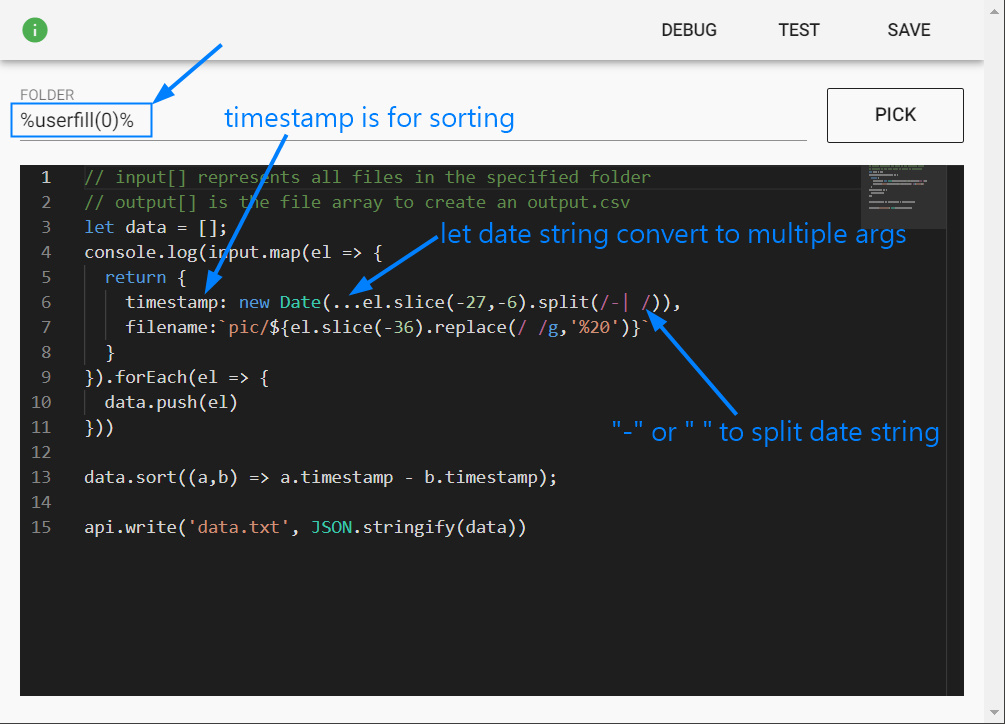 i
DEBUG TEST SAVE
FOLDER
%userfill(0)%
timestamp is for sorting
PICK
1 // input[] represents all files in the specified folder
2 // output[] is the file array to create an output.csv
3 let data = [];
let date string convert to multiple args
4 console.log(input.map(el => {
5 return {
6 timestamp: new Date(...el.slice(-27,-6).split(/-| /)),
7 filename:`pic/${el.slice(-36).replace(/ /g,'%20')}`
8 }
9 }).forEach(el => {
10 data.push(el)
11 }))
"-" or " " to split date string
12
13 data.sort((a,b) => a.timestamp - b.timestamp);
14
15 api.write('data.txt', JSON.stringify(data))